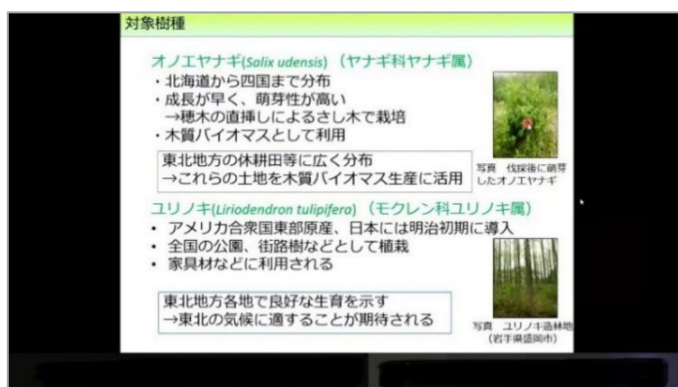 対象樹種
オノエヤナギ(Salix udensis) （ヤナギ科ヤナギ属）
・北海道から四国まで分布
・成長が早く、萌芽性が高い
→穂木の直挿しによるさし木で栽培
・木質バイオマスとして利用
東北地方の休耕田等に広く分布
→これらの土地を木質バイオマス生産に活用
写真 伐採後に萌芽
したオノエヤナギ
ユリノキ(Liriodendron tulipifera) （モクレン科ユリノキ属）
• アメリカ合衆国東部原産、日本には明治初期に導入
• 全国の公園、街路樹などとして植栽
• 家具材などに利用される
東北地方各地で良好な生育を示す
→東北の気候に適することが期待される
写真 ユリノキ造林地
（岩手県盛岡市）